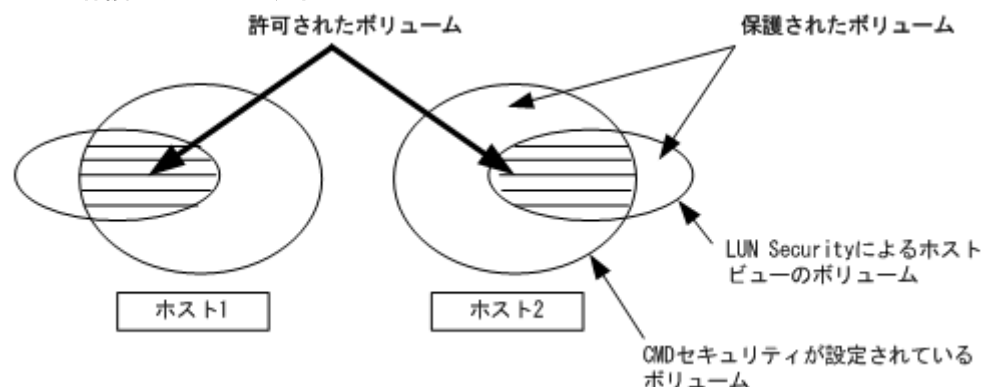 許可されたボリューム
保護されたボリューム
LUN Securityによるホスト
ビューのボリューム
ホスト1
ホスト2
CMDセキュリティが設定されている
ボリューム